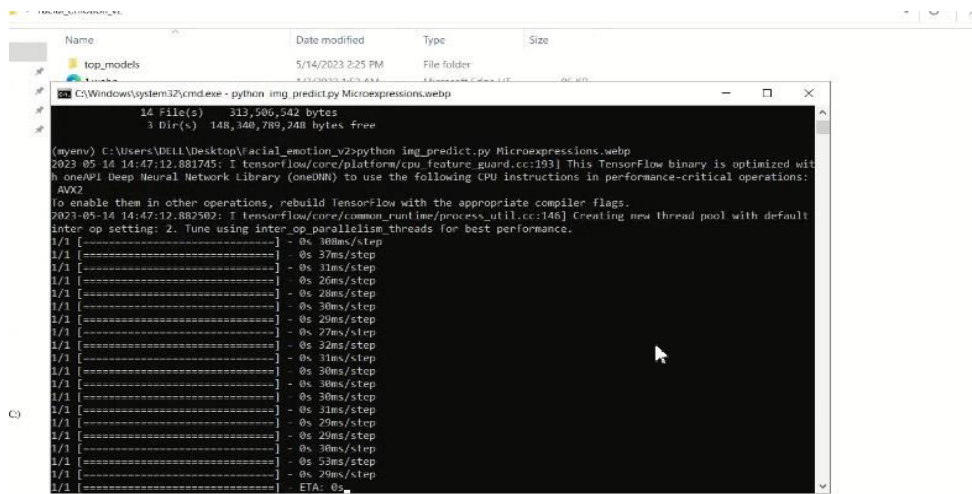 Name Date modified Type Size
top_models 5/14/2023 2:25 PM File folder
C:\Windows\system32\cmd.exe - python img_predict.py Microexpressions.webp
14 File(s) 313,506,542 bytes
3 Dir(s) 148,340,789,248 bytes free
(myenv) C:\Users\DELL\Desktop\Facial_emotion_v2>python img_predict.py Microexpressions.webp
2023-05-14 14:47:12.881745: I tensorflow/core/platform/cpu_feature_guard.cc:193] This TensorFlow binary is optimized wit
h oneAPI Deep Neural Network Library (oneDNN) to use the following CPU instructions in performance-critical operations:
AVX2
To enable them in other operations, rebuild TensorFlow with the appropriate compiler flags.
2023-05-14 14:47:12.882502: I tensorflow/core/common_runtime/process_util.cc:146] Creating new thread pool with default
inter op setting: 2. Tune using inter_op_parallelism_threads for best performance.
1/1 [==============================] - 0s 308ms/step
1/1 [==============================] - 0s 37ms/step
1/1 [==============================] - 0s 31ms/step
1/1 [==============================] - 0s 26ms/step
1/1 [==============================] - 0s 28ms/step
1/1 [==============================] - 0s 30ms/step
1/1 [==============================] - 0s 29ms/step
1/1 [==============================] - 0s 27ms/step
1/1 [==============================] - 0s 32ms/step
1/1 [==============================] - 0s 31ms/step
1/1 [==============================] - 0s 30ms/step
1/1 [==============================] - 0s 30ms/step
1/1 [==============================] - 0s 30ms/step
1/1 [==============================] - 0s 31ms/step
1/1 [==============================] - 0s 29ms/step
1/1 [==============================] - 0s 29ms/step
1/1 [==============================] - 0s 30ms/step
1/1 [==============================] - 0s 53ms/step
1/1 [==============================] - 0s 29ms/step
1/1 [==============================] - ETA: 0s
C:)